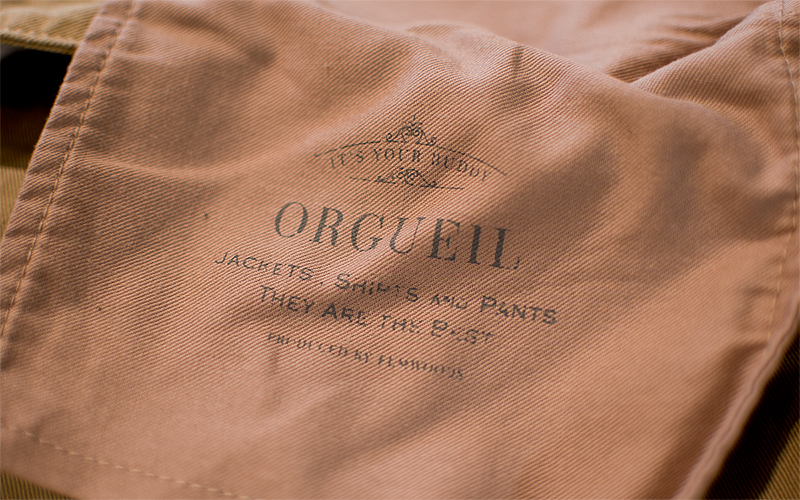 IT'S YOUR BUDDY
ORGUEIL
JACKETS, SHIRTS AND PANTS
THEY ARE THE BEST
PRODUCED BY